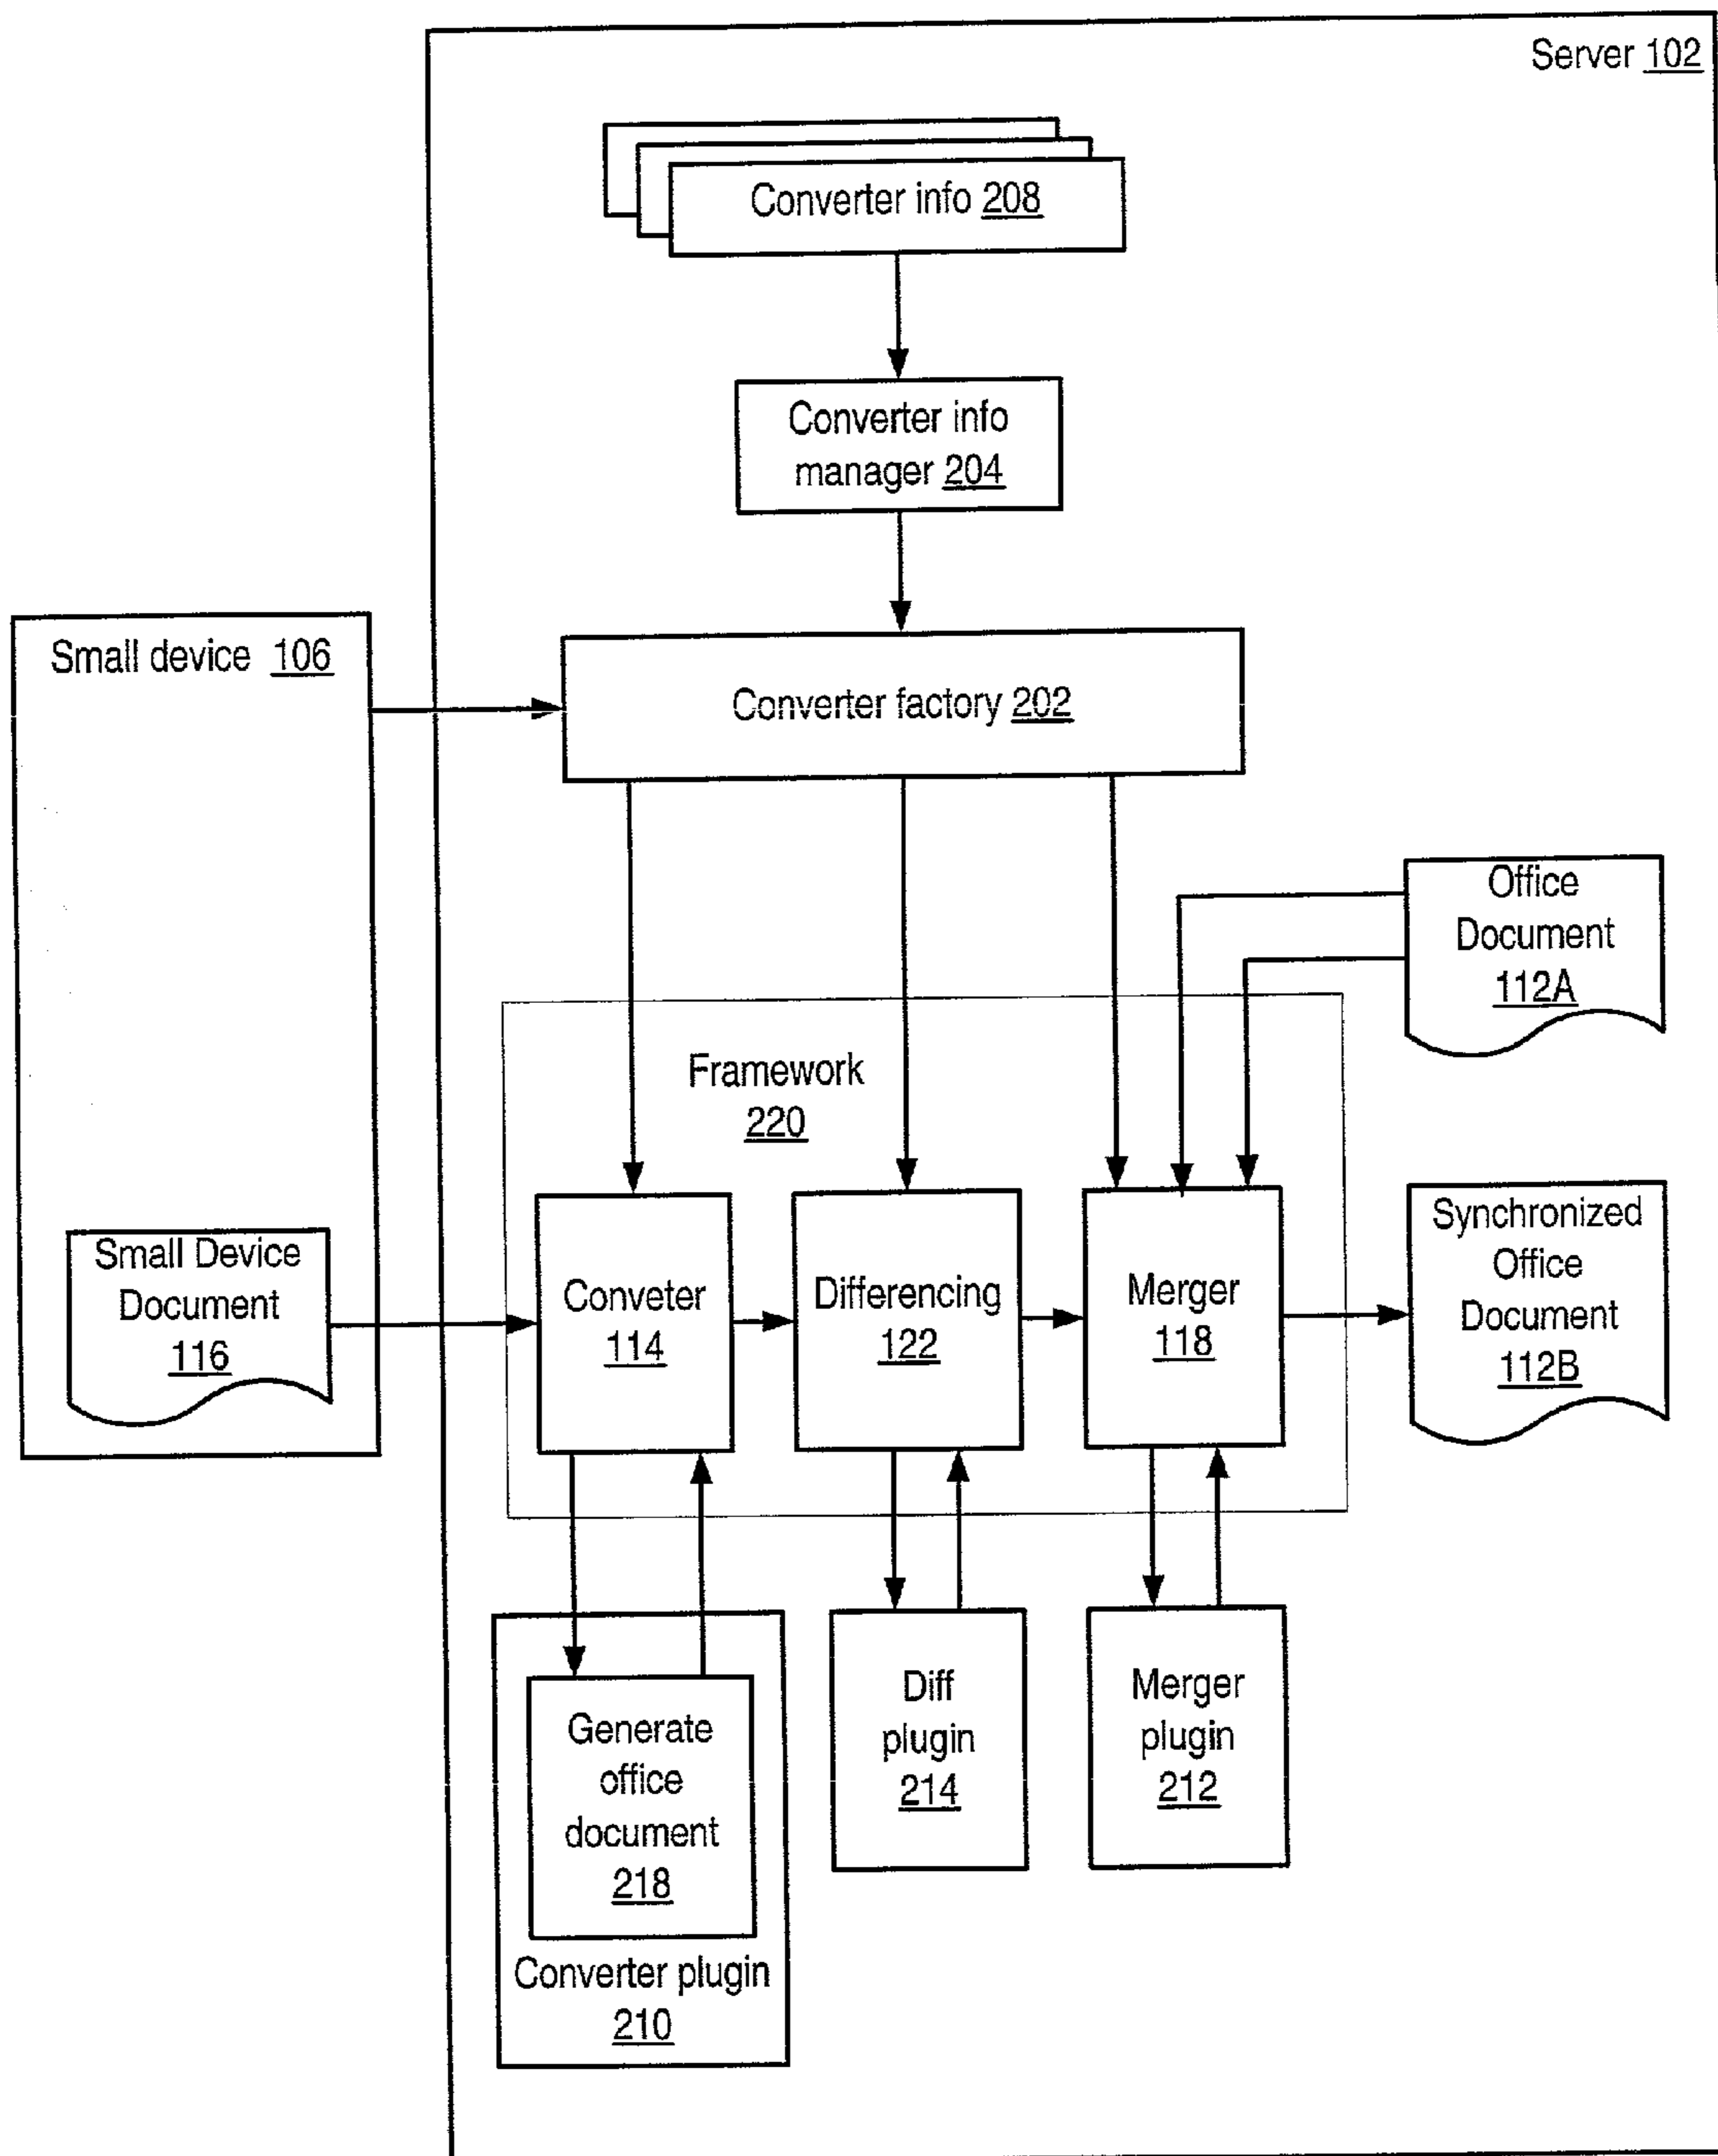 Server 102
Converter info 208
Converter info
manager 204
Small device 106
Converter factory 202
Office
Document
112A
Framework
220
Small Device
Document
116
Conveter
114
Differencing
122
Merger
118
Synchronized
Office
Document
112B
Generate
office
document
218
Converter plugin
210
Diff
plugin
214
Merger
plugin
212